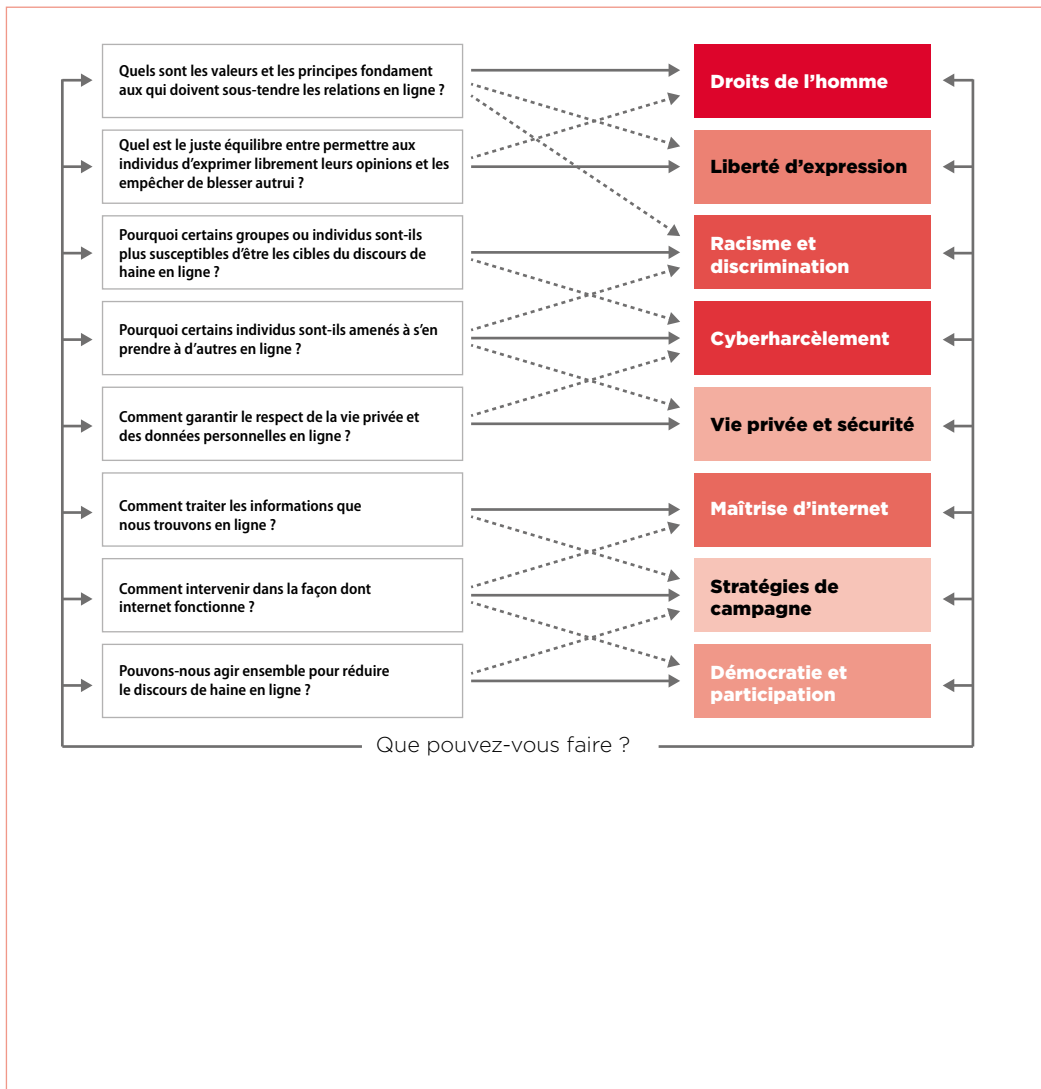 Quels sont les valeurs et les principes fondament
aux qui doivent sous-tendre les relations en ligne ?
Droits de l’homme
Quel est le juste équilibre entre permettre aux
individus d’exprimer librement leurs opinions et les
empêcher de blesser autrui ?
Liberté d’expression
Pourquoi certains groupes ou individus sont-ils
plus susceptibles d’être les cibles du discours de
haine en ligne ?
Racisme et
discrimination
Pourquoi certains individus sont-ils amenés à s’en
prendre à d’autres en ligne ?
Cyberharcèlement
Comment garantir le respect de la vie privée et
des données personnelles en ligne ?
Vie privée et sécurité
Comment traiter les informations que
nous trouvons en ligne ?
Maîtrise d’internet
Comment intervenir dans la façon dont
internet fonctionne ?
Stratégies de
campagne
Pouvons-nous agir ensemble pour réduire
le discours de haine en ligne ?
Démocratie et
participation
Que pouvez-vous faire ?